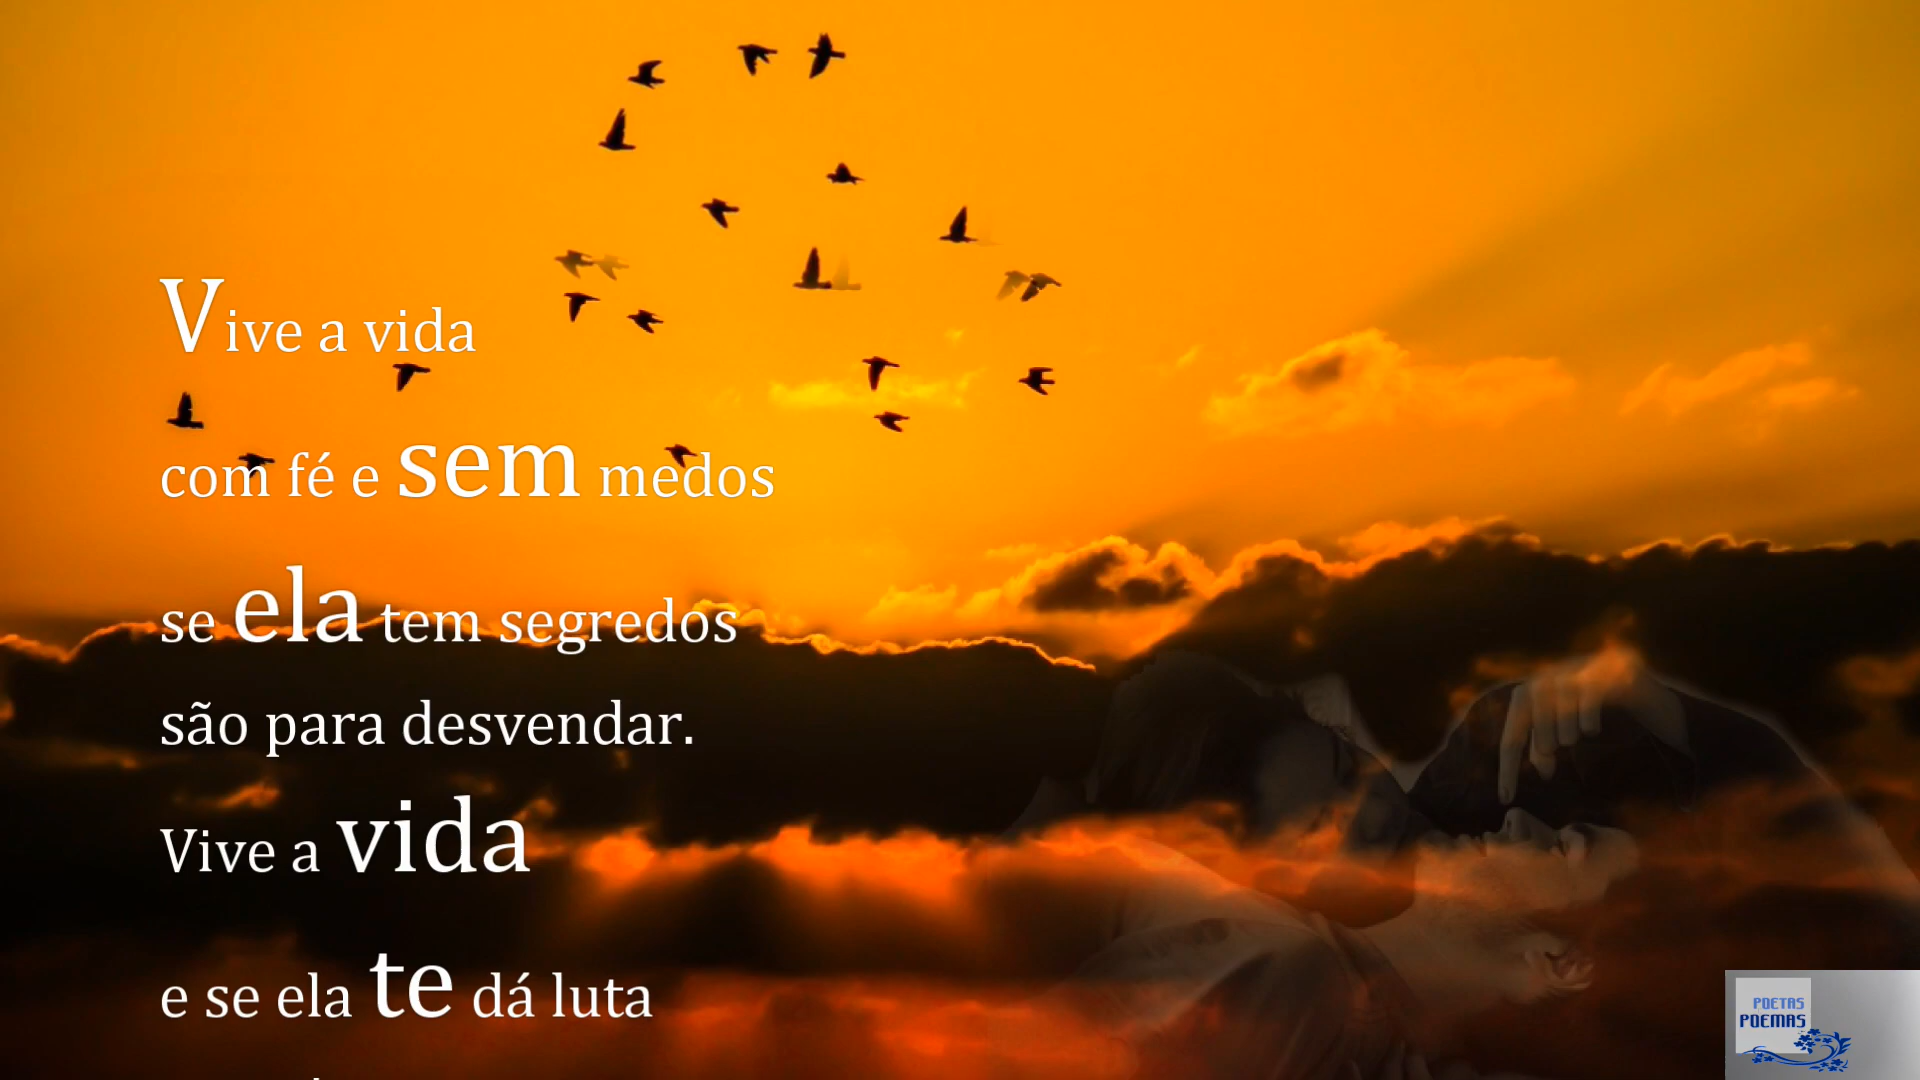 Vive a vida
com fé e sem medos
se ela tem segredos
são para desvendar.
Vive a vida
e se ela te dá luta
POETAS
POEMAS